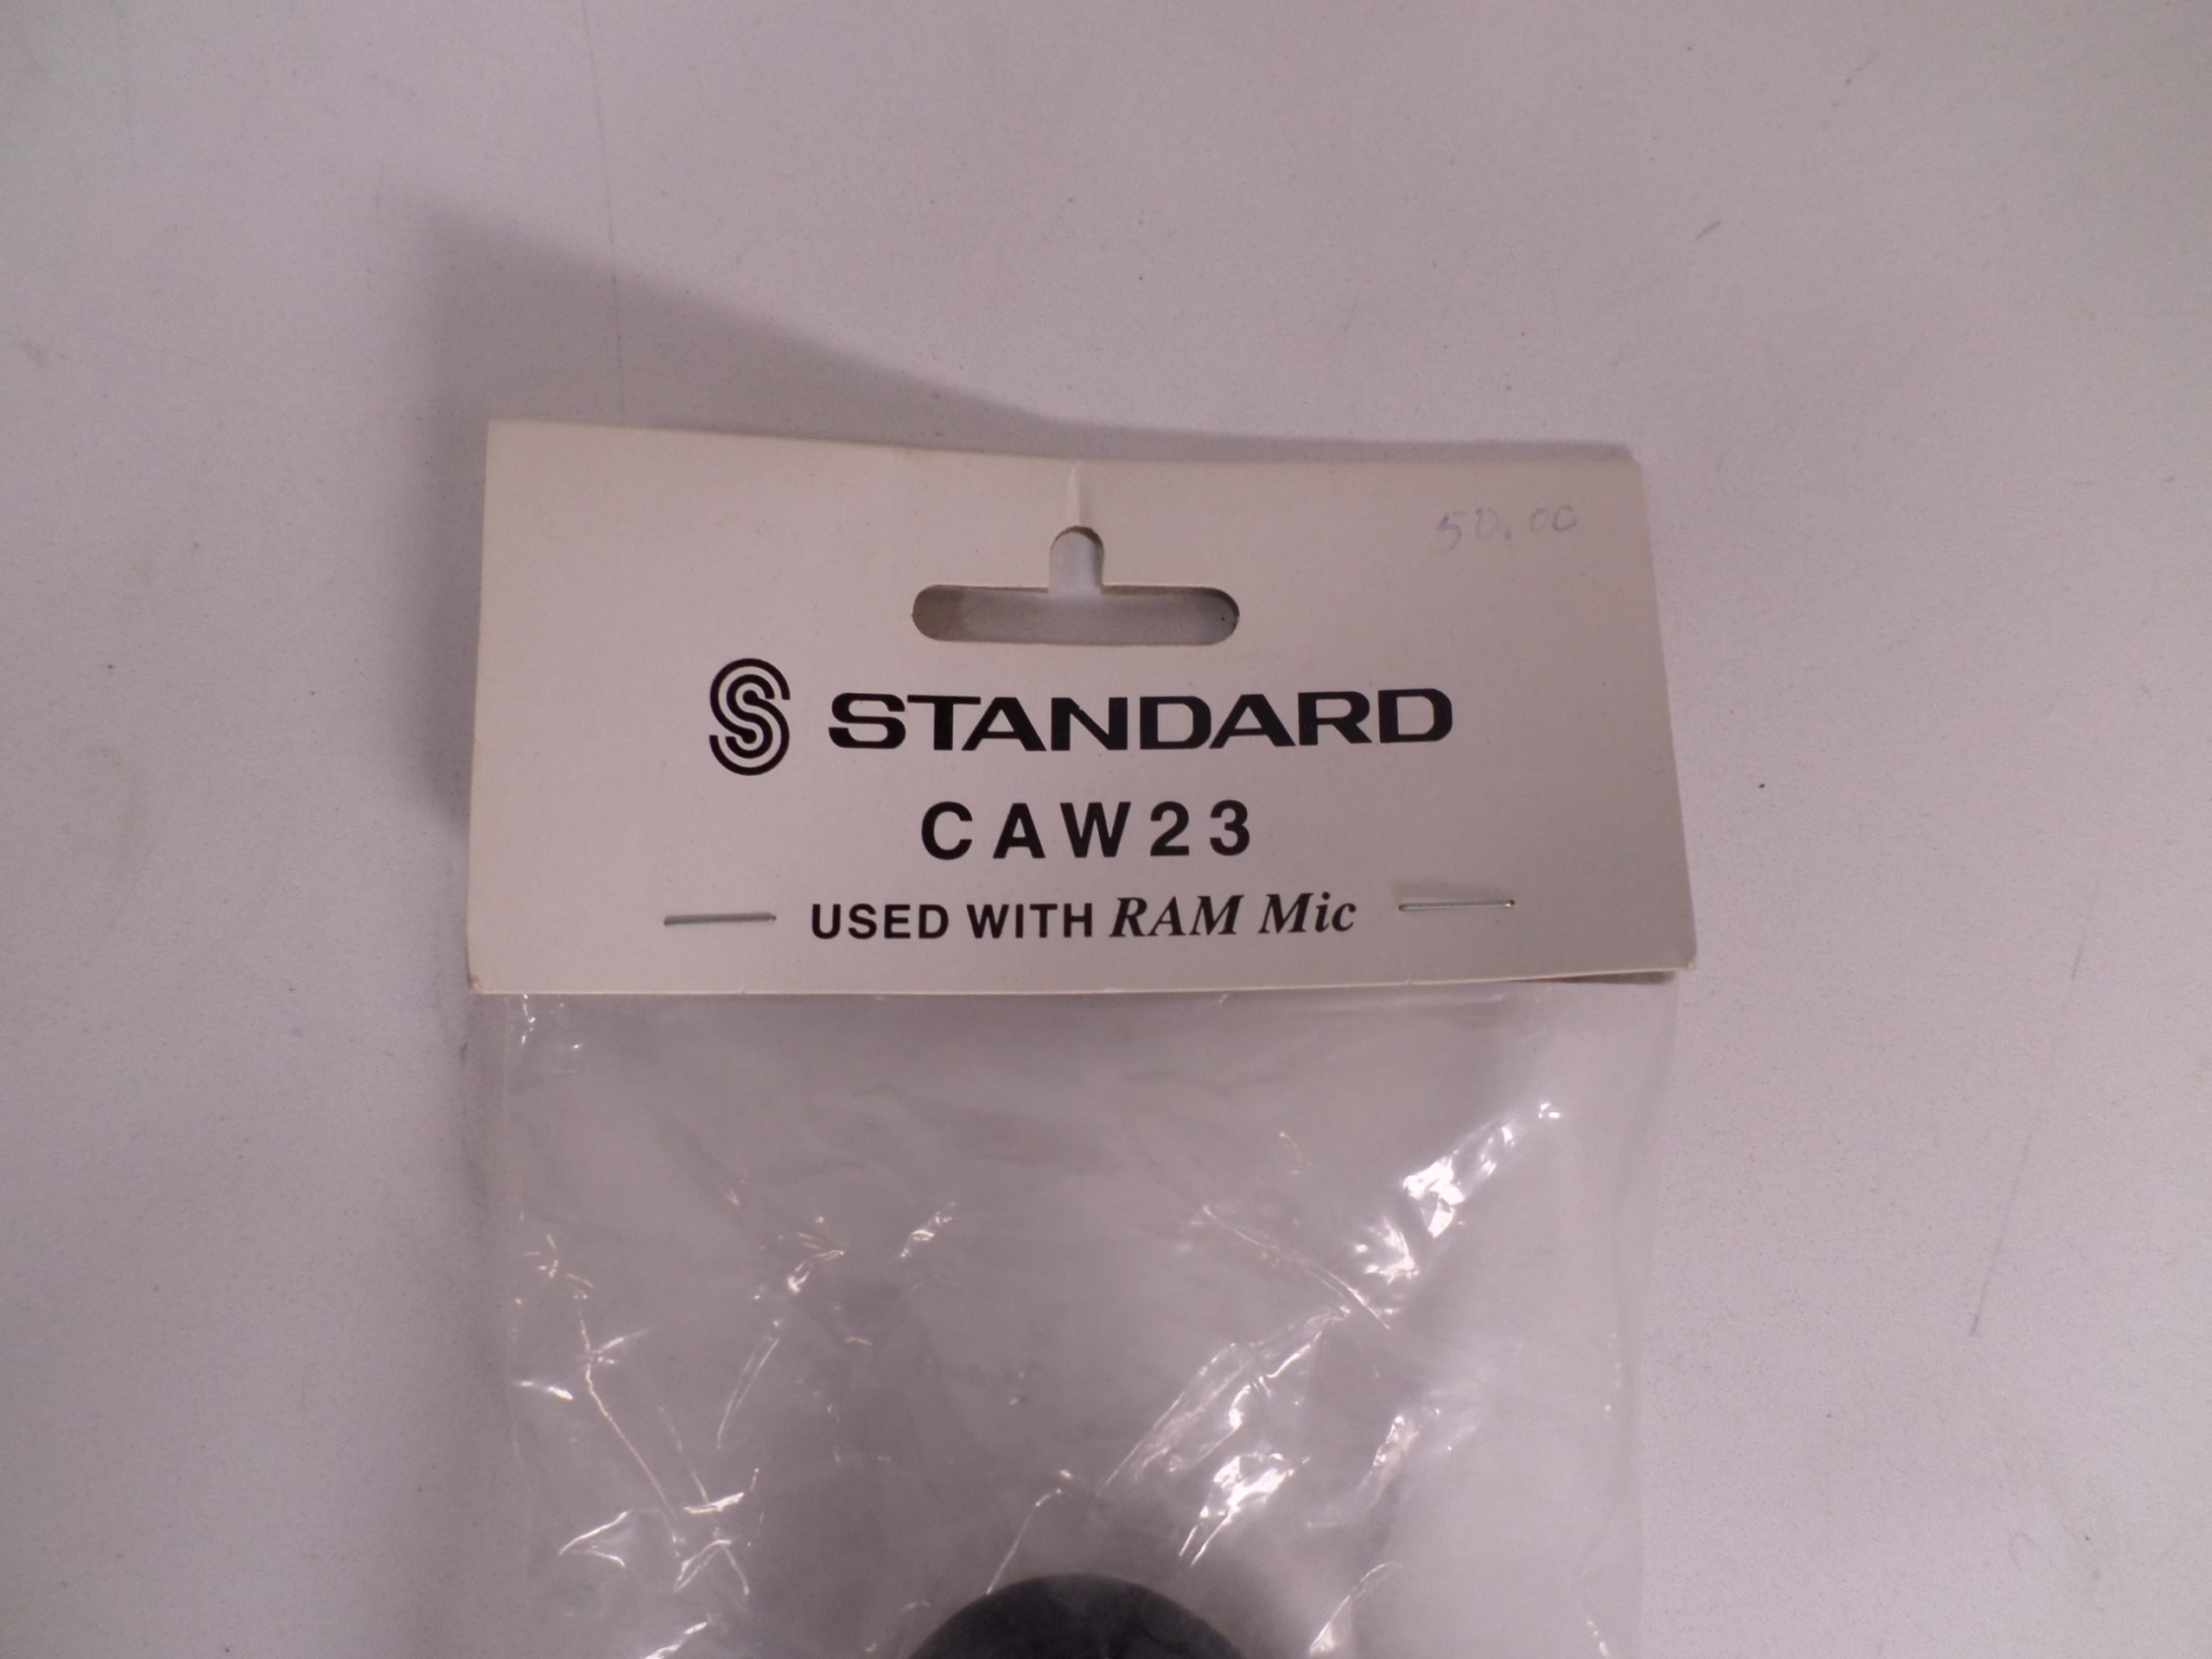 50.00
STANDARD
CAW23
USED WITH RAM Mic